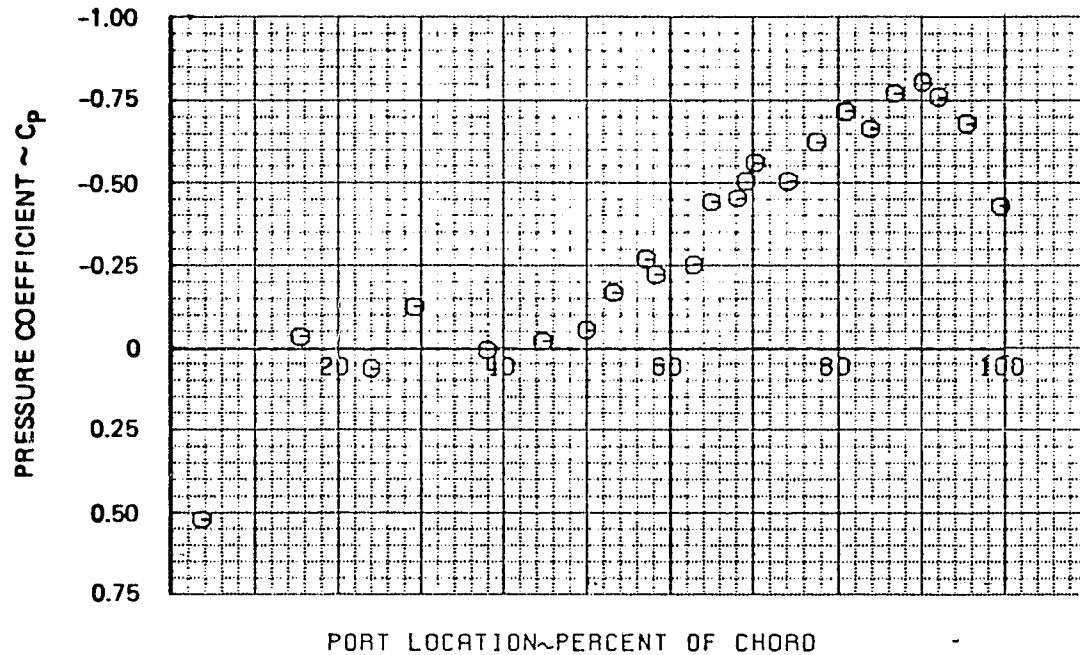 -1.00
-0.75
-0.50
-0.25
0
0.25
0.50
0.75
PRESSURE COEFFICIENT ~ Cp
20 40 60 80 100
PORT LOCATION~PERCENT OF CHORD